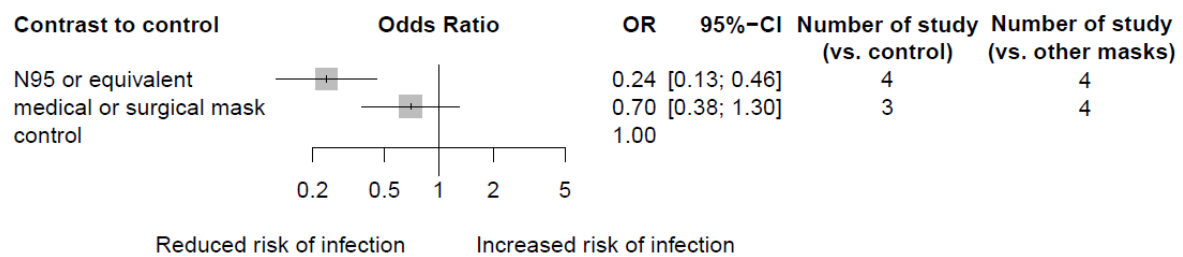 Contrast to control Odds Ratio OR 95%−CI Number of study (vs. control) Number of study (vs. other masks)
N95 or equivalent 0.24 [0.13; 0.46] 4 4
medical or surgical mask 0.70 [0.38; 1.30] 3 4
control 1.00
0.2 0.5 1 2 5
Reduced risk of infection Increased risk of infection